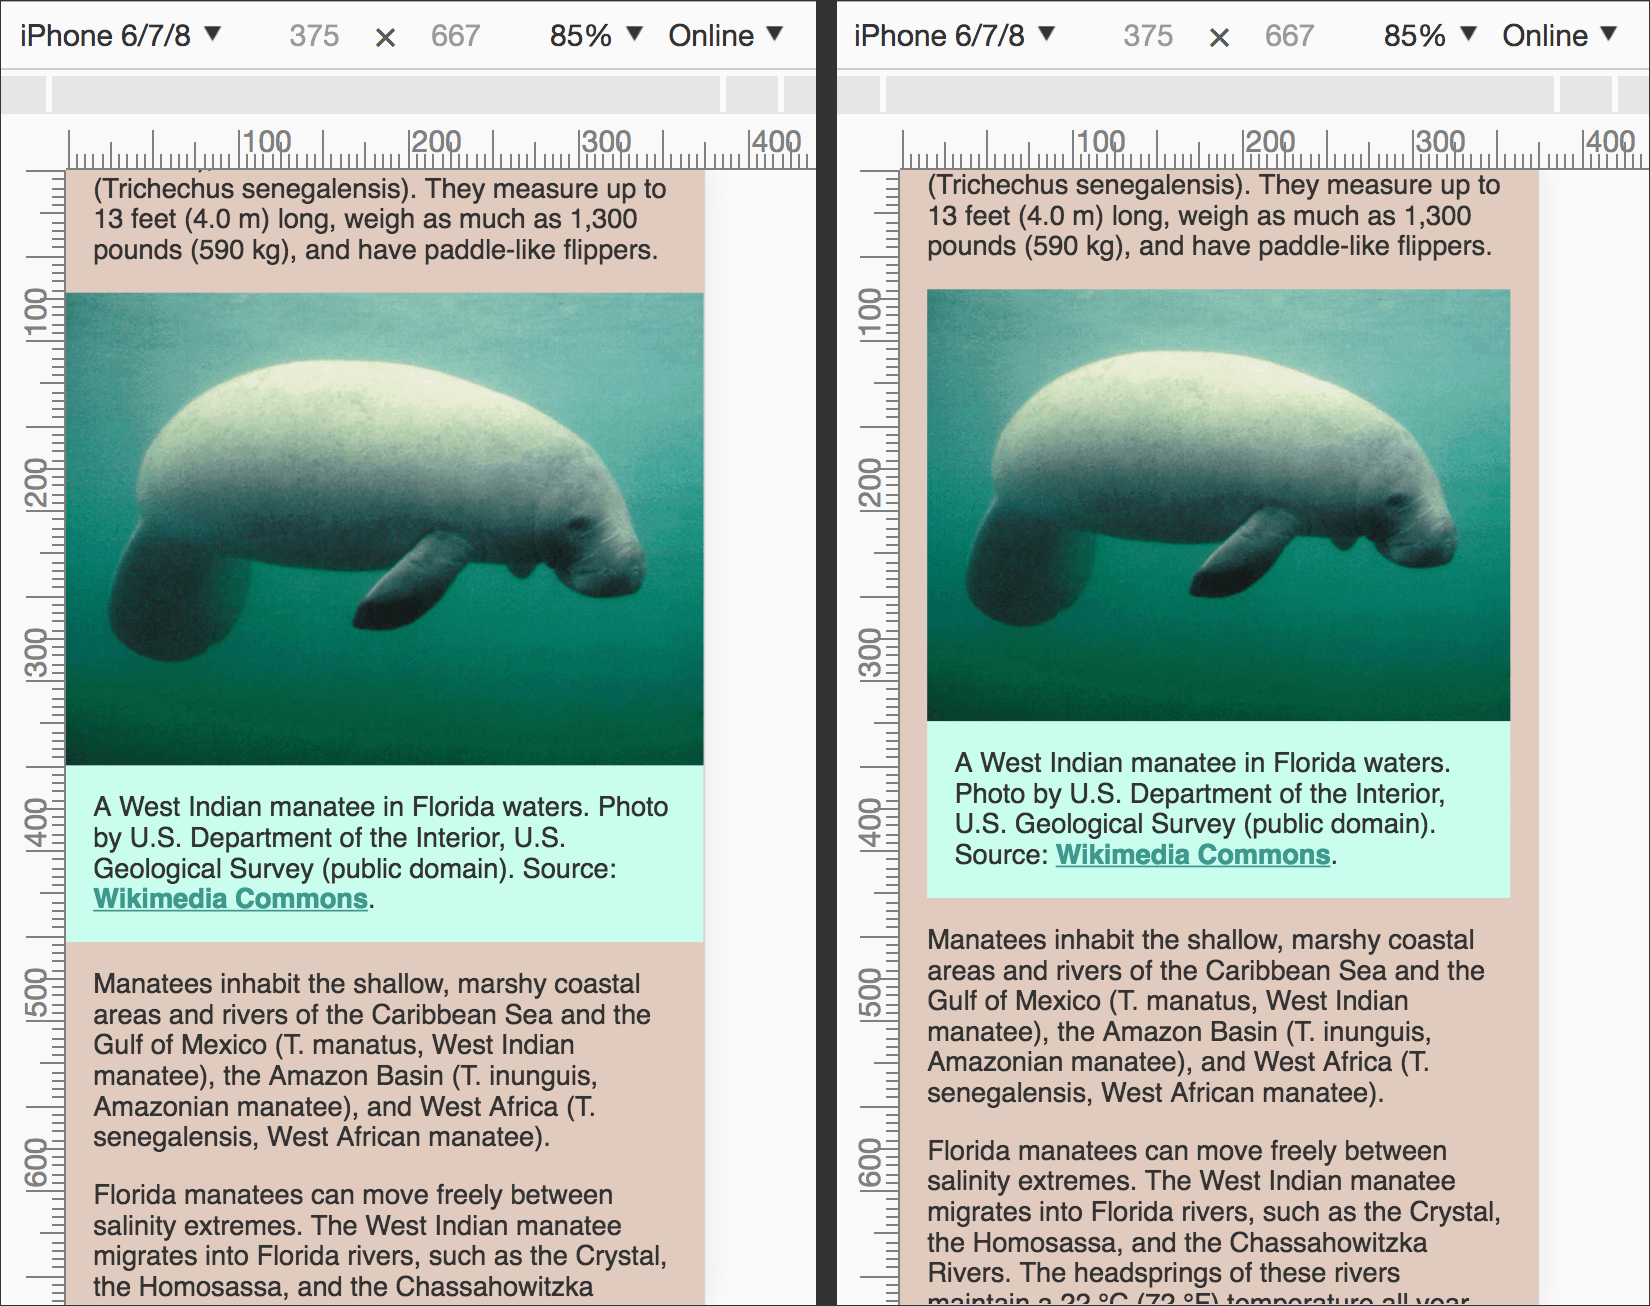 iPhone 6/7/8 ▼ 375 × 667 85% ▼ Online ▼
100 200 300 400
100
200
300
400
500
600
(Trichechus senegalensis). They measure up to
13 feet (4.0 m) long, weigh as much as 1,300
pounds (590 kg), and have paddle-like flippers.
A West Indian manatee in Florida waters. Photo
by U.S. Department of the Interior, U.S.
Geological Survey (public domain). Source:
Wikimedia Commons.
Manatees inhabit the shallow, marshy coastal
areas and rivers of the Caribbean Sea and the
Gulf of Mexico (T. manatus, West Indian
manatee), the Amazon Basin (T. inunguis,
Amazonian manatee), and West Africa (T.
senegalensis, West African manatee).
Florida manatees can move freely between
salinity extremes. The West Indian manatee
migrates into Florida rivers, such as the Crystal,
the Homosassa, and the Chassahowitzka
iPhone 6/7/8 ▼ 375 × 667 85% ▼ Online ▼
100 200 300 400
100
200
300
400
500
600
(Trichechus senegalensis). They measure up to
13 feet (4.0 m) long, weigh as much as 1,300
pounds (590 kg), and have paddle-like flippers.
A West Indian manatee in Florida waters.
Photo by U.S. Department of the Interior,
U.S. Geological Survey (public domain).
Source: Wikimedia Commons.
Manatees inhabit the shallow, marshy coastal
areas and rivers of the Caribbean Sea and the
Gulf of Mexico (T. manatus, West Indian
manatee), the Amazon Basin (T. inunguis,
Amazonian manatee), and West Africa (T.
senegalensis, West African manatee).
Florida manatees can move freely between
salinity extremes. The West Indian manatee
migrates into Florida rivers, such as the Crystal,
the Homosassa, and the Chassahowitzka
Rivers. The headsprings of these rivers
maintain a 22 °C (72 °F) temperature all year